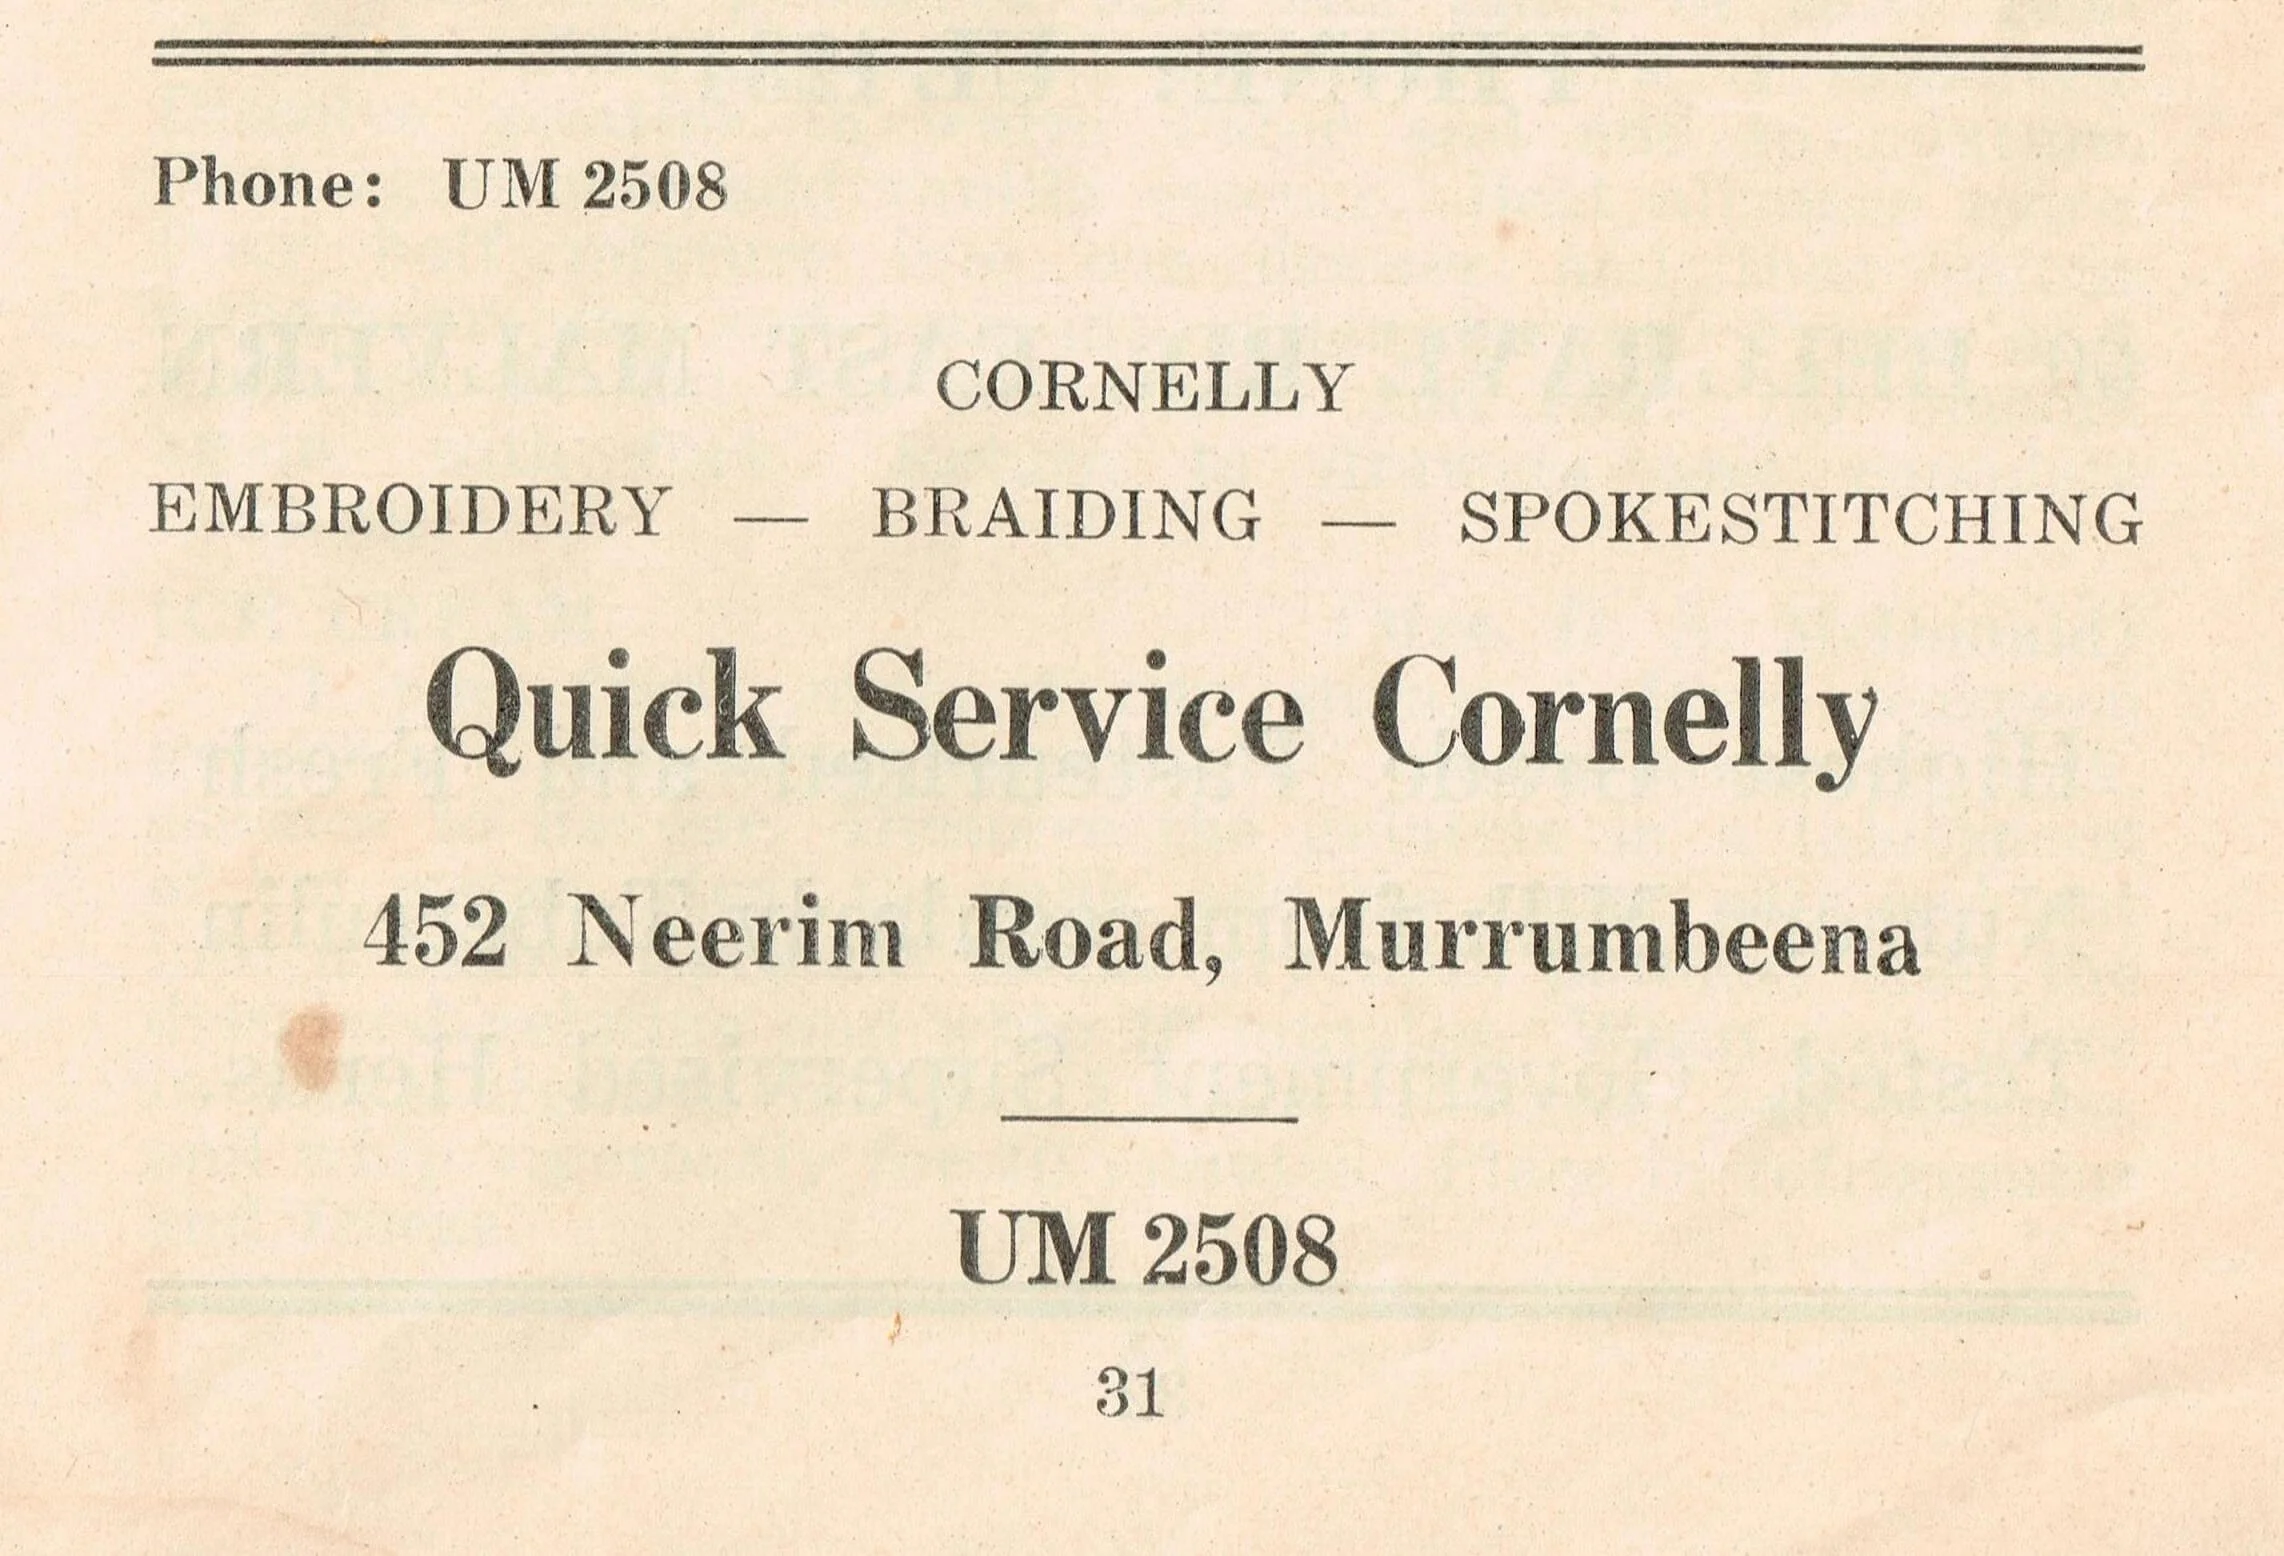 Phone: UM 2508
CORNELLY
EMBROIDERY — BRAIDING — SPOKESTITCHING
Quick Service Cornelly
452 Neerim Road, Murrumbeena
UM 2508
31